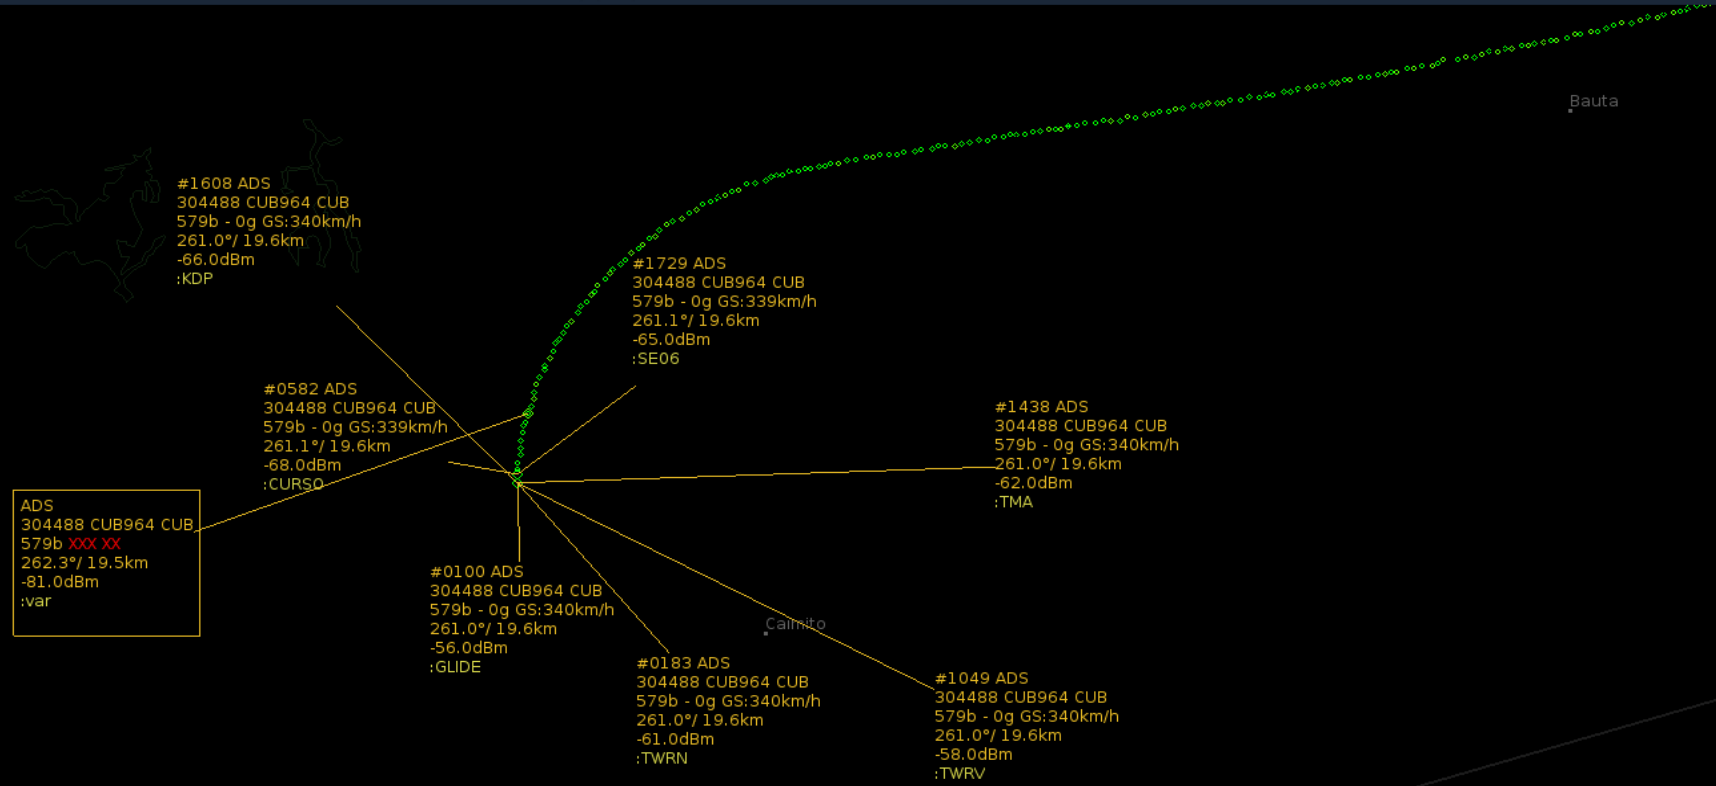 Bauta
#1608 ADS
304488 CUB964 CUB
579b - 0g GS:340km/h
261.0°/ 19.6km
-66.0dBm
:KDP
#1729 ADS
304488 CUB964 CUB
579b - 0g GS:339km/h
261.1°/ 19.6km
-65.0dBm
:SE06
#0582 ADS
304488 CUB964 CUB
579b - 0g GS:339km/h
261.1°/ 19.6km
-68.0dBm
:CURSO
#1438 ADS
304488 CUB964 CUB
579b - 0g GS:340km/h
261.0°/ 19.6km
-62.0dBm
:TMA
ADS
304488 CUB964 CUB
579b XXX XX
262.3°/ 19.5km
-81.0dBm
:var
#0100 ADS
304488 CUB964 CUB
579b - 0g GS:340km/h
261.0°/ 19.6km
-56.0dBm
:GLIDE
Caimito
#0183 ADS
304488 CUB964 CUB
579b - 0g GS:340km/h
261.0°/ 19.6km
-61.0dBm
:TWRN
#1049 ADS
304488 CUB964 CUB
579b - 0g GS:340km/h
261.0°/ 19.6km
-58.0dBm
:TWRV